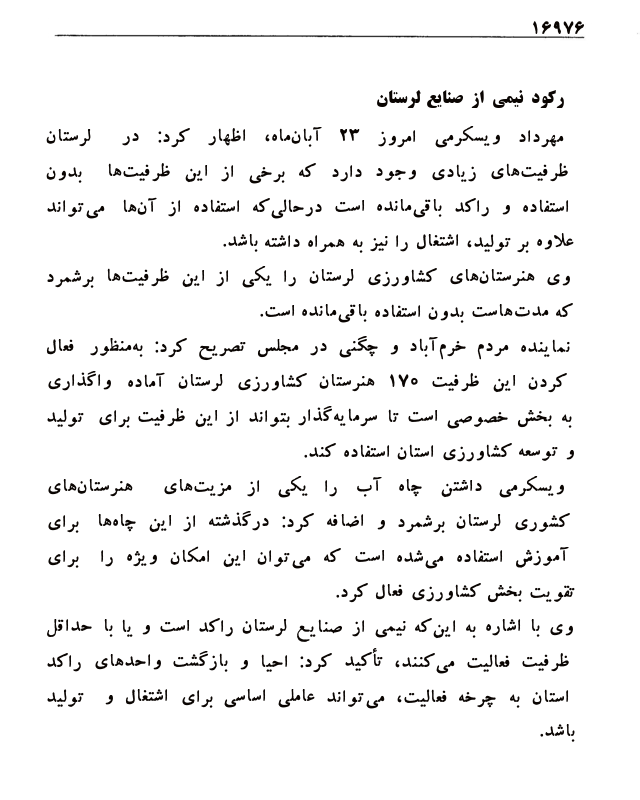 ۱۶۹۷۶
رکود نیمی از صنایع لرستان
مهرداد ویسکرمی امروز ۲۳ آبان‌ماه، اظهار کرد: در لرستان
ظرفیت‌های زیادی وجود دارد که برخی از این ظرفیت‌ها بدون
استفاده و راکد باقی‌مانده است درحالی‌که استفاده از آن‌ها می‌تواند
علاوه بر تولید، اشتغال را نیز به همراه داشته باشد.
وی هنرستان‌های کشاورزی لرستان را یکی از این ظرفیت‌ها برشمرد
که مدت‌هاست بدون استفاده باقی‌مانده است.
نماینده مردم خرم‌آباد و چگنی در مجلس تصریح کرد: به‌منظور فعال
کردن این ظرفیت ۱۷۰ هنرستان کشاورزی لرستان آماده واگذاری
به بخش خصوصی است تا سرمایه‌گذار بتواند از این ظرفیت برای تولید
و توسعه کشاورزی استان استفاده کند.
ویسکرمی داشتن چاه آب را یکی از مزیت‌های هنرستان‌های
کشوری لرستان برشمرد و اضافه کرد: درگذشته از این چاه‌ها برای
آموزش استفاده می‌شده است که می‌توان این امکان ویژه را برای
تقویت بخش کشاورزی فعال کرد.
وی با اشاره به این‌که نیمی از صنایع لرستان راکد است و یا با حداقل
ظرفیت فعالیت می‌کنند، تأکید کرد: احیا و بازگشت واحدهای راکد
استان به چرخه فعالیت، می‌تواند عاملی اساسی برای اشتغال و تولید
باشد.